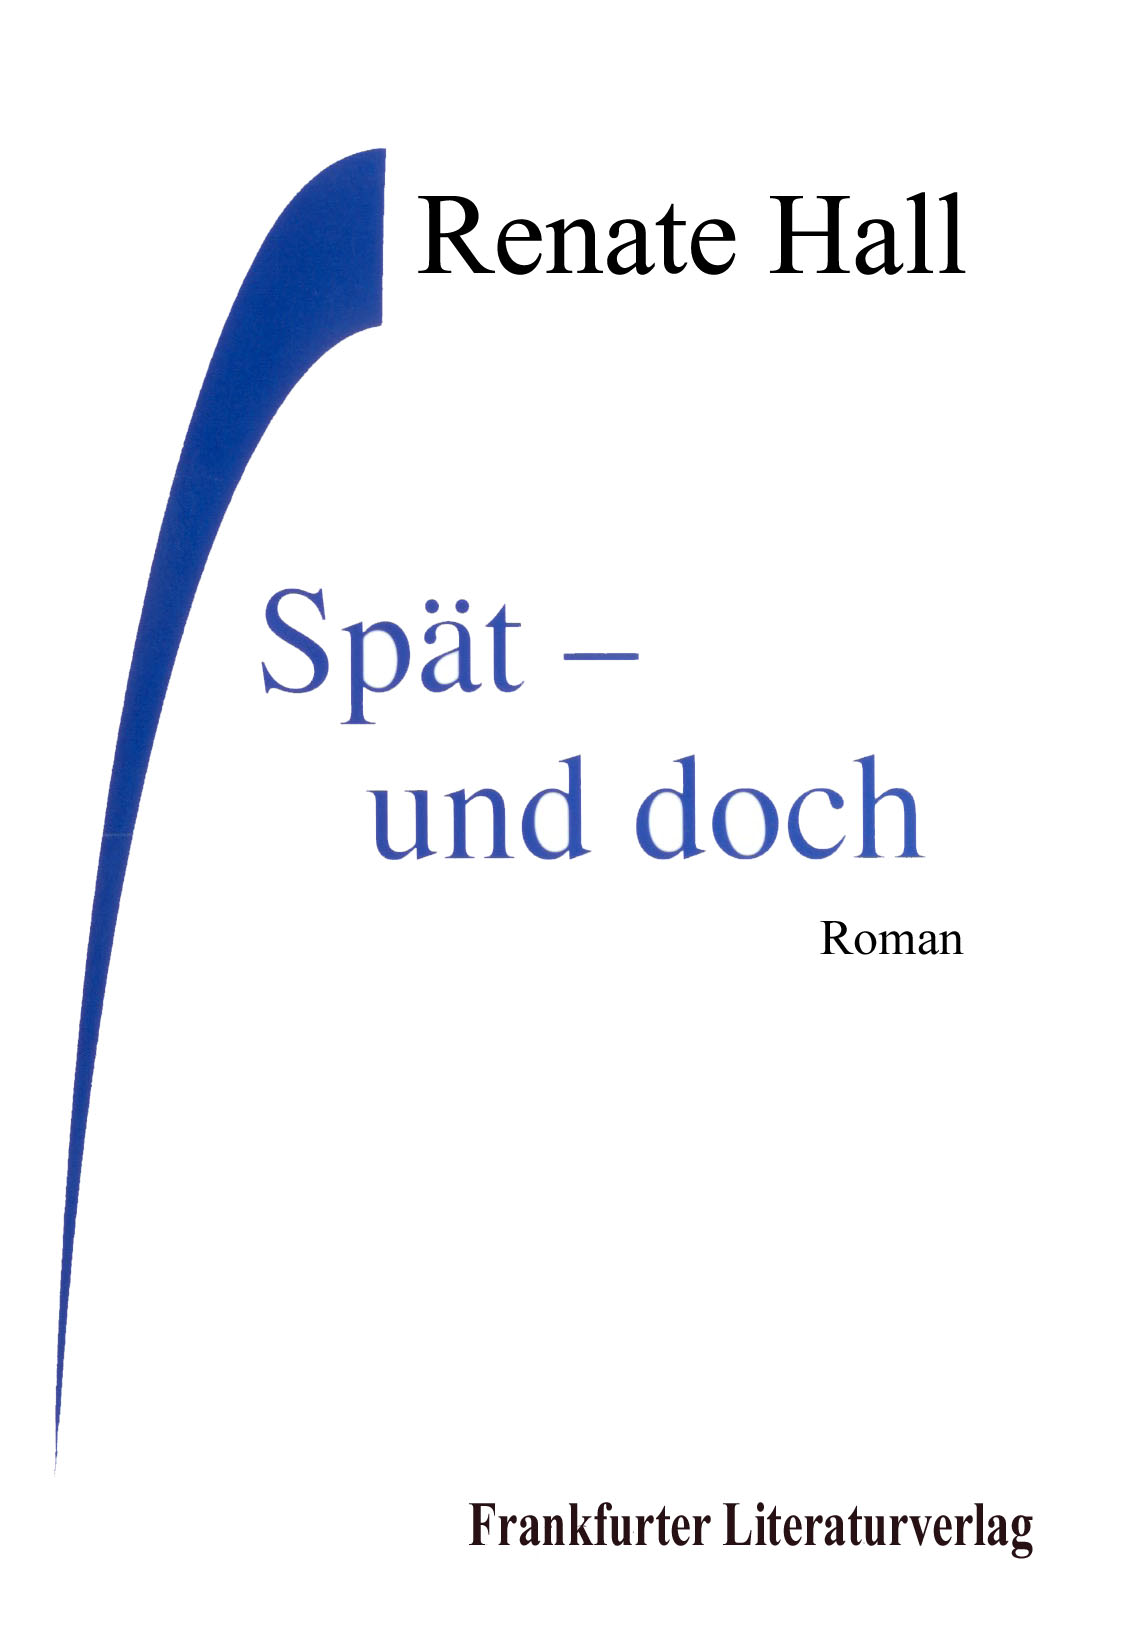 Renate Hall
Spät –
und doch
Roman
Frankfurter Literaturverlag